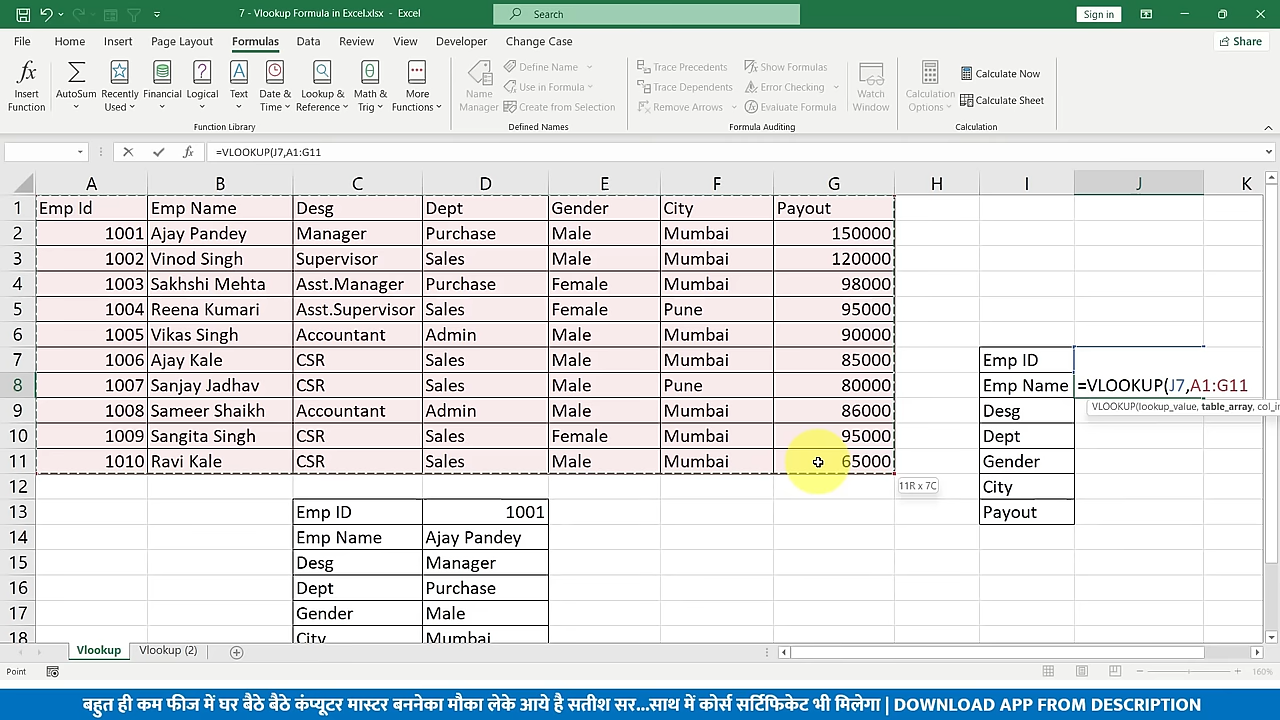 7 - Vlookup Formula in Excel.xlsx - Excel
Search
Sign in
File Home Insert Page Layout Formulas Data Review View Developer Change Case
Share
fx Insert Function
AutoSum
Recently Used
Financial
Logical
Text
Date & Time
Lookup & Reference
Math & Trig
More Functions
Function Library
Name Manager
Define Name
Use in Formula
Create from Selection
Defined Names
Trace Precedents
Trace Dependents
Remove Arrows
Show Formulas
Error Checking
Evaluate Formula
Formula Auditing
Watch Window
Calculation Options
Calculate Now
Calculate Sheet
Calculation
fx =VLOOKUP(J7,A1:G11
A B C D E F G H I J K
1 Emp Id Emp Name Desg Dept Gender City Payout
2 1001 Ajay Pandey Manager Purchase Male Mumbai 150000
3 1002 Vinod Singh Supervisor Sales Male Mumbai 120000
4 1003 Sakhshi Mehta Asst.Manager Purchase Female Mumbai 98000
5 1004 Reena Kumari Asst.Supervisor Sales Female Pune 95000
6 1005 Vikas Singh Accountant Admin Male Mumbai 90000
7 1006 Ajay Kale CSR Sales Male Mumbai 85000 Emp ID
8 1007 Sanjay Jadhav CSR Sales Male Pune 80000 Emp Name =VLOOKUP(J7,A1:G11
VLOOKUP(lookup_value, table_array, col_in
9 1008 Sameer Shaikh Accountant Admin Male Mumbai 86000 Desg
10 1009 Sangita Singh CSR Sales Female Mumbai 95000 Dept
11 1010 Ravi Kale CSR Sales Male Mumbai 65000 Gender
12 11R x 7C City
13 Emp ID 1001 Payout
14 Emp Name Ajay Pandey
15 Desg Manager
16 Dept Purchase
17 Gender Male
18 City Mumbai
Vlookup Vlookup (2)
Point 160%
बहुत ही कम फीज में घर बैठे बैठे कंप्यूटर मास्टर बननेका मौका लेके आये है सतीश सर...साथ में कोर्स सर्टिफिकेट भी मिलेगा | DOWNLOAD APP FROM DESCRIPTION